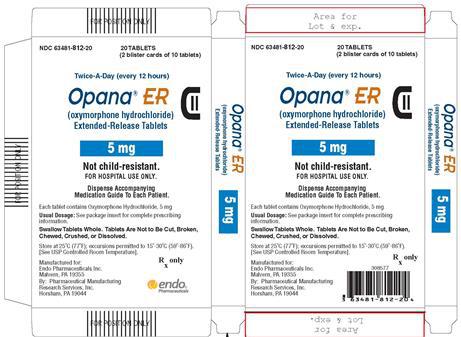 FOR POSITION ONLY
NDC 63481-812-20
20 TABLETS
(2 blister cards of 10 tablets)
Twice-A-Day (every 12 hours)
Opana® ER
CII
(oxymorphone hydrochloride)
Extended-Release Tablets
5 mg
Not child-resistant.
FOR HOSPITAL USE ONLY.
Dispense Accompanying
Medication Guide To Each Patient.
Each tablet contains Oxymorphone Hydrochloride, 5 mg
Usual Dosage: See package insert for complete prescribing
information.
Swallow Tablets Whole. Tablets Are Not to Be Cut, Broken,
Chewed, Crushed, or Dissolved.
Store at 25°C (77°F); excursions permitted to 15°-30°C (59°-86°F).
[See USP Controlled Room Temperature].
Rx only
Manufactured for:
Endo Pharmaceuticals Inc.
Malvern, PA 19355
By: Pharmaceutical Manufacturing
Research Services, Inc.
Horsham, PA 19044
endo
Pharmaceuticals
FOR POSITION ONLY
FOR POSITION ONLY
Opana® ER
(oxymorphone hydrochloride)
Extended-Release Tablets
5 mg
Area for
Lot & exp.
NDC 63481-812-20
20 TABLETS
(2 blister cards of 10 tablets)
Twice-A-Day (every 12 hours)
Opana® ER
CII
(oxymorphone hydrochloride)
Extended-Release Tablets
5 mg
Not child-resistant.
FOR HOSPITAL USE ONLY.
Dispense Accompanying
Medication Guide To Each Patient.
Each tablet contains Oxymorphone Hydrochloride, 5 mg.
Usual Dosage: See package insert for complete prescribing
information.
Swallow Tablets Whole. Tablets Are Not to Be Cut, Broken,
Chewed, Crushed, or Dissolved.
Store at 25°C (77°F); excursions permitted to 15°-30°C (59°-86°F).
[See USP Controlled Room Temperature].
Rx only
Manufactured for:
Endo Pharmaceuticals Inc.
Malvern, PA 19355
By: Pharmaceutical Manufacturing
Research Services, Inc.
Horsham, PA 19044
3 63481-812-20 4
Area for
Lot & exp.
Opana® ER
(oxymorphone hydrochloride)
Extended-Release Tablets
5 mg